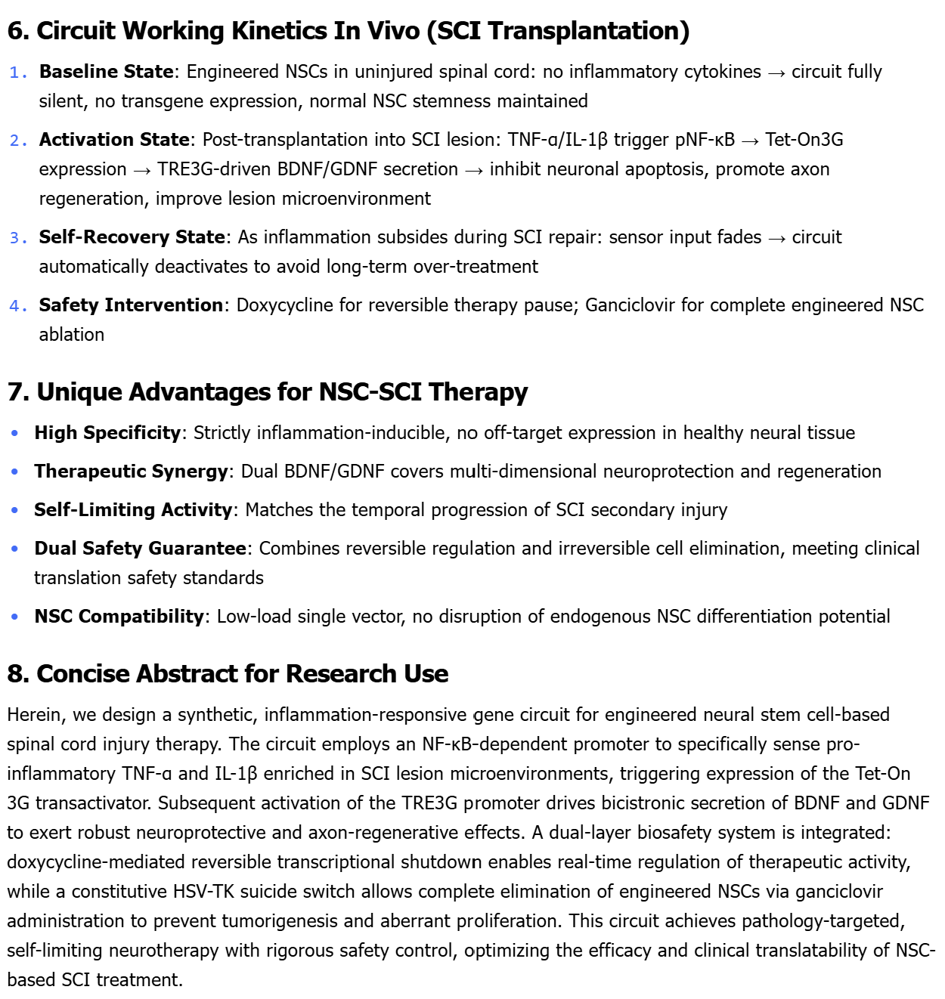 6. Circuit Working Kinetics In Vivo (SCI Transplantation)
1. Baseline State: Engineered NSCs in uninjured spinal cord: no inflammatory cytokines → circuit fully
silent, no transgene expression, normal NSC stemness maintained
2. Activation State: Post-transplantation into SCI lesion: TNF-α/IL-1β trigger pNF-κB → Tet-On3G
expression → TRE3G-driven BDNF/GDNF secretion → inhibit neuronal apoptosis, promote axon
regeneration, improve lesion microenvironment
3. Self-Recovery State: As inflammation subsides during SCI repair: sensor input fades → circuit
automatically deactivates to avoid long-term over-treatment
4. Safety Intervention: Doxycycline for reversible therapy pause; Ganciclovir for complete engineered NSC
ablation
7. Unique Advantages for NSC-SCI Therapy
• High Specificity: Strictly inflammation-inducible, no off-target expression in healthy neural tissue
• Therapeutic Synergy: Dual BDNF/GDNF covers multi-dimensional neuroprotection and regeneration
• Self-Limiting Activity: Matches the temporal progression of SCI secondary injury
• Dual Safety Guarantee: Combines reversible regulation and irreversible cell elimination, meeting clinical
translation safety standards
• NSC Compatibility: Low-load single vector, no disruption of endogenous NSC differentiation potential
8. Concise Abstract for Research Use
Herein, we design a synthetic, inflammation-responsive gene circuit for engineered neural stem cell-based
spinal cord injury therapy. The circuit employs an NF-κB-dependent promoter to specifically sense pro-
inflammatory TNF-α and IL-1β enriched in SCI lesion microenvironments, triggering expression of the Tet-On
3G transactivator. Subsequent activation of the TRE3G promoter drives bicistronic secretion of BDNF and GDNF
to exert robust neuroprotective and axon-regenerative effects. A dual-layer biosafety system is integrated:
doxycycline-mediated reversible transcriptional shutdown enables real-time regulation of therapeutic activity,
while a constitutive HSV-TK suicide switch allows complete elimination of engineered NSCs via ganciclovir
administration to prevent tumorigenesis and aberrant proliferation. This circuit achieves pathology-targeted,
self-limiting neurotherapy with rigorous safety control, optimizing the efficacy and clinical translatability of NSC-
based SCI treatment.